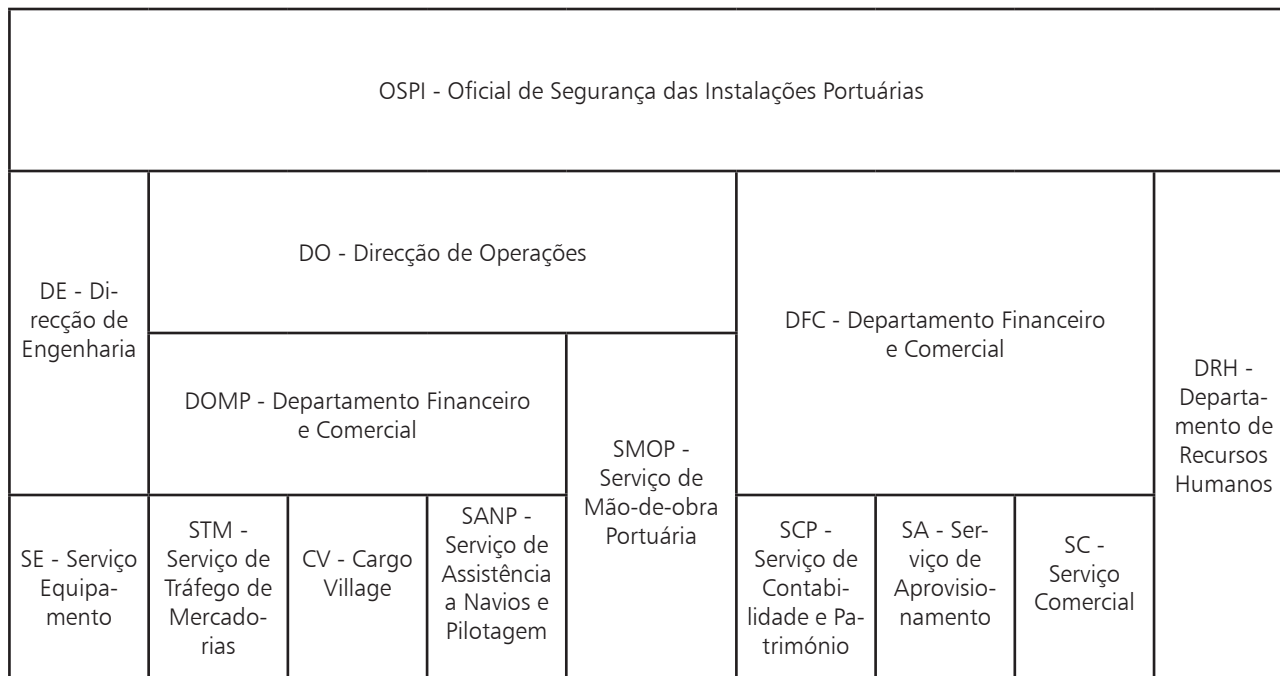 OSPI - Oficial de Segurança das Instalações Portuárias
DE - Di-
recção de
Engenharia
DO - Direcção de Operações
DFC - Departamento Financeiro
e Comercial
DRH -
Departa-
mento de
Recursos
Humanos
DOMP - Departamento Financeiro
e Comercial
SMOP -
Serviço de
Mão-de-obra
Portuária
SE - Serviço
Equipa-
mento
STM -
Serviço de
Tráfego de
Mercado-
rias
CV - Cargo
Village
SANP -
Serviço de
Assistência
a Navios e
Pilotagem
SCP -
Serviço de
Contabi-
lidade e Pa-
trimónio
SA - Ser-
viço de
Aprovisio-
namento
SC -
Serviço
Comercial